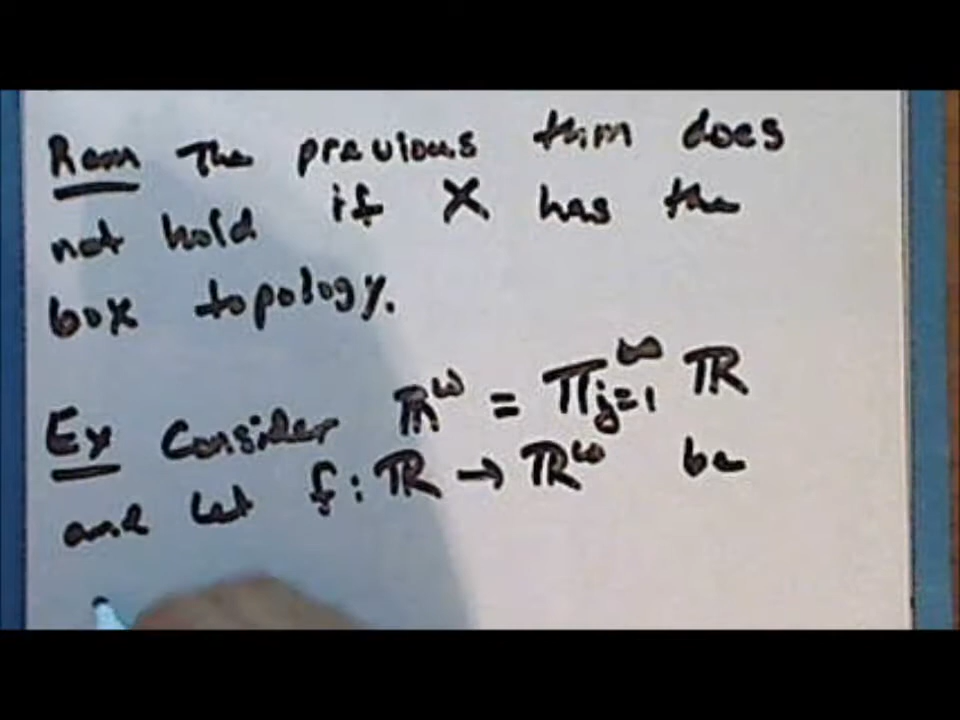 Rem The previous thm does
not hold if X has the
box topology.
Ex Consider ℝ^ω = ∏_{j=1}^∞ ℝ
and let f: ℝ → ℝ^ω be